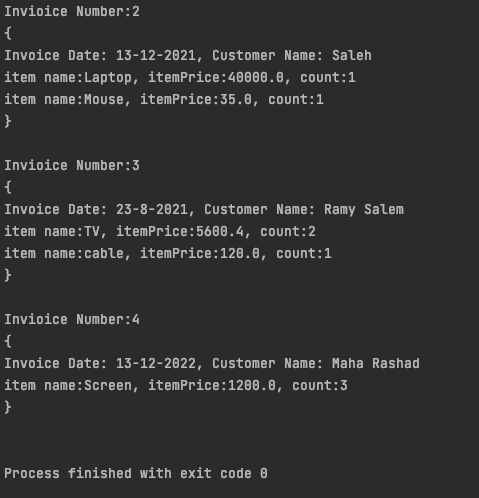 Invioice Number:2
{
Invoice Date: 13-12-2021, Customer Name: Saleh
item name:Laptop, itemPrice:40000.0, count:1
item name:Mouse, itemPrice:35.0, count:1
}
Invioice Number:3
{
Invoice Date: 23-8-2021, Customer Name: Ramy Salem
item name:TV, itemPrice:5600.4, count:2
item name:cable, itemPrice:120.0, count:1
}
Invioice Number:4
{
Invoice Date: 13-12-2022, Customer Name: Maha Rashad
item name:Screen, itemPrice:1200.0, count:3
}
Process finished with exit code 0